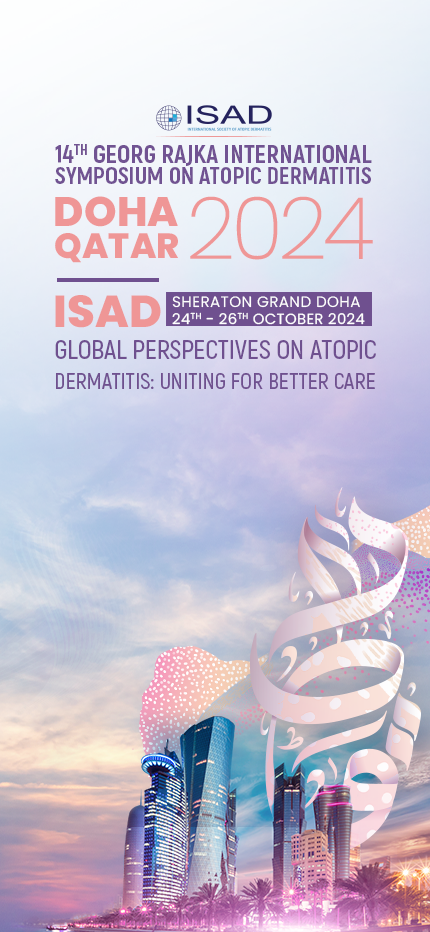 ISAD
INTERNATIONAL SOCIETY OF ATOPIC DERMATITIS
14TH GEORG RAJKA INTERNATIONAL
SYMPOSIUM ON ATOPIC DERMATITIS
DOHA
QATAR 2024
ISAD
SHERATON GRAND DOHA
24TH - 26TH OCTOBER 2024
GLOBAL PERSPECTIVES ON ATOPIC
DERMATITIS: UNITING FOR BETTER CARE